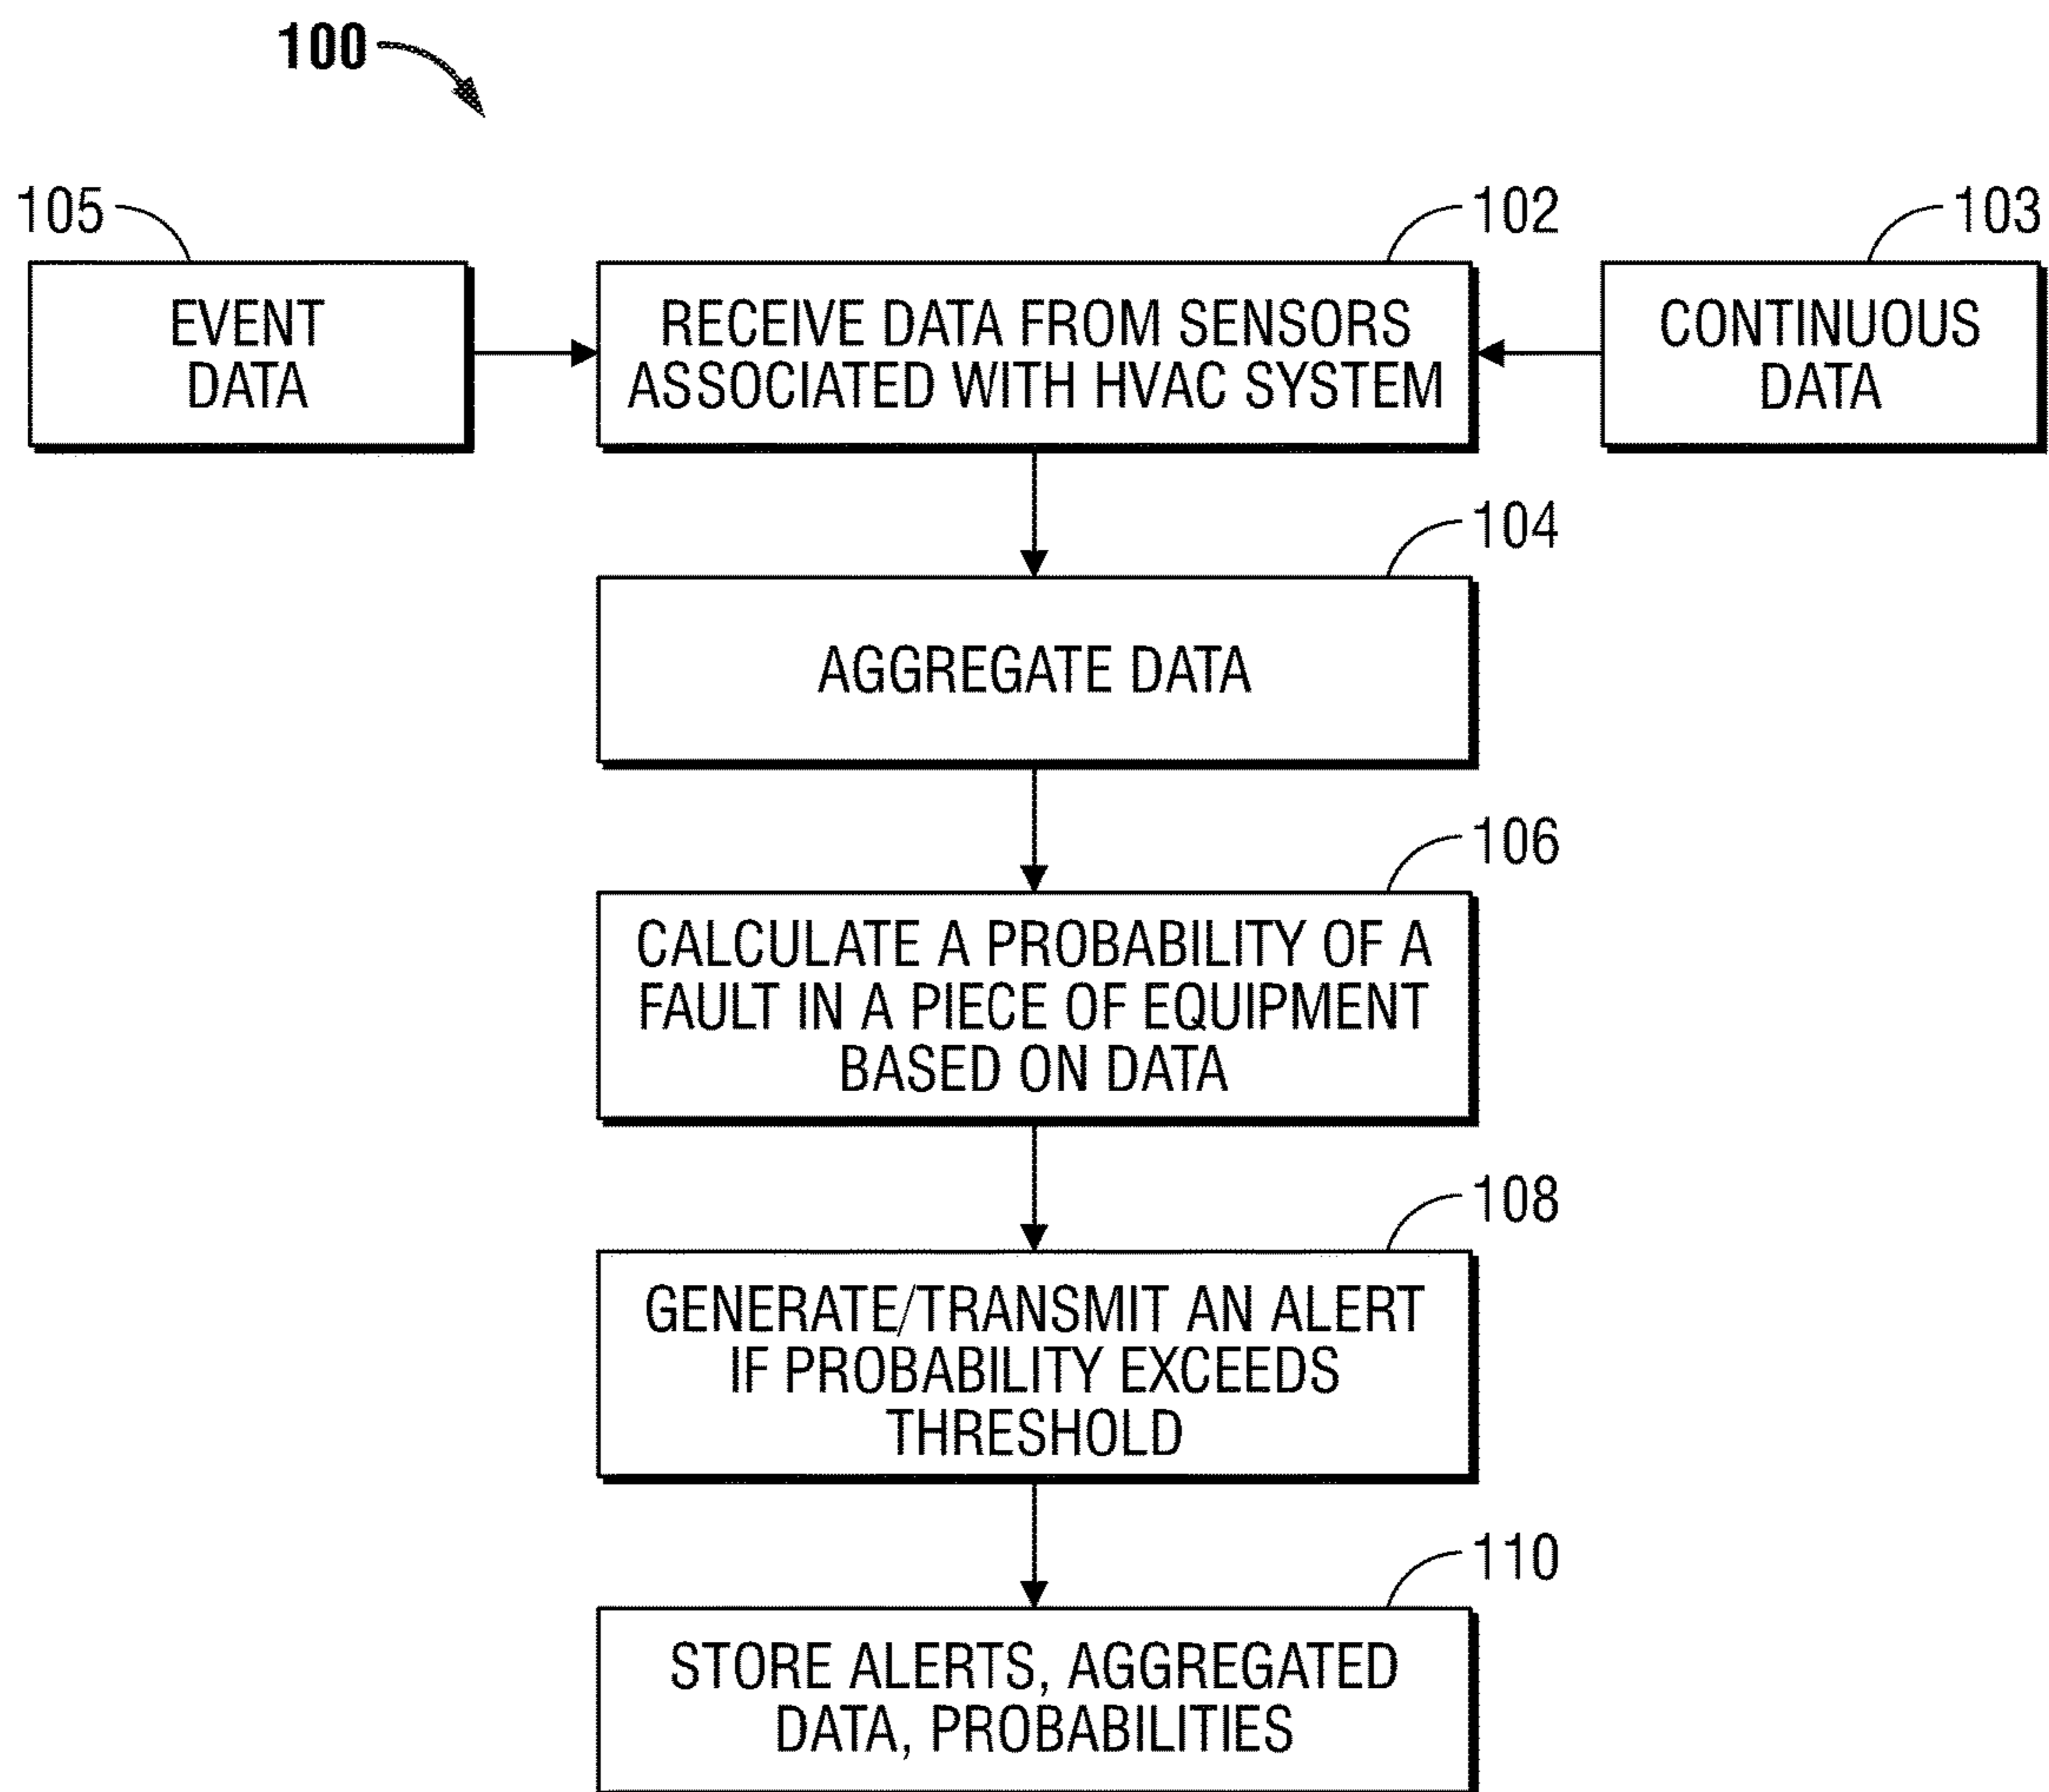 100
105
102
103
EVENT
DATA
RECEIVE DATA FROM SENSORS
ASSOCIATED WITH HVAC SYSTEM
CONTINUOUS
DATA
104
AGGREGATE DATA
106
CALCULATE A PROBABILITY OF A
FAULT IN A PIECE OF EQUIPMENT
BASED ON DATA
108
GENERATE/TRANSMIT AN ALERT
IF PROBABILITY EXCEEDS
THRESHOLD
110
STORE ALERTS, AGGREGATED
DATA, PROBABILITIES